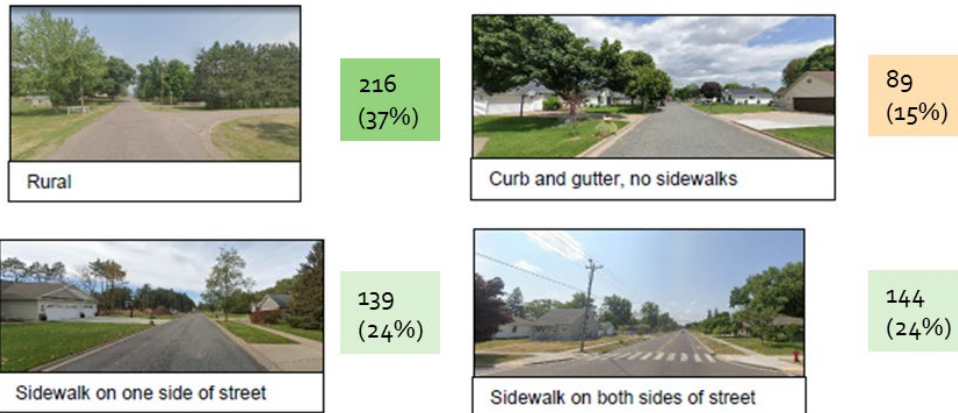 216
(37%)
Rural
89
(15%)
Curb and gutter, no sidewalks
139
(24%)
Sidewalk on one side of street
144
(24%)
Sidewalk on both sides of street